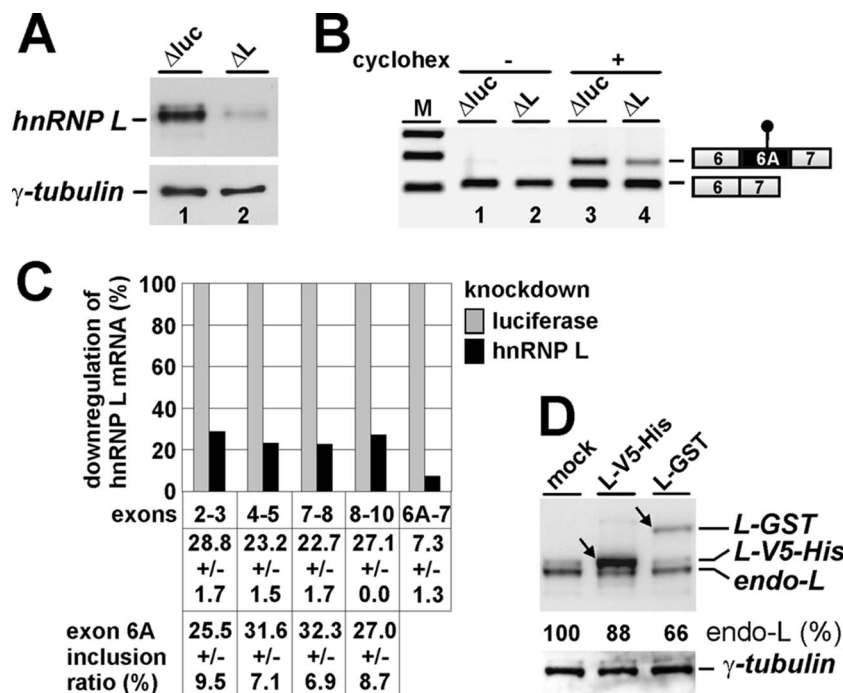 A
Δluc
ΔL
hnRNP L
γ-tubulin
1 2
B
cyclohex - +
M Δluc ΔL Δluc ΔL
6 6A 7
6 7
1 2 3 4
C
downregulation of
hnRNP L mRNA (%)
100
80
60
40
20
0
knockdown
luciferase
hnRNP L
exons 2-3 4-5 7-8 8-10 6A-7
28.8 23.2 22.7 27.1 7.3
+/- +/- +/- +/- +/-
1.7 1.5 1.7 0.0 1.3
exon 6A 25.5 31.6 32.3 27.0
inclusion +/- +/- +/- +/-
ratio (%) 9.5 7.1 6.9 8.7
D
mock
L-V5-His
L-GST
L-GST
L-V5-His
endo-L
100 88 66 endo-L (%)
γ-tubulin